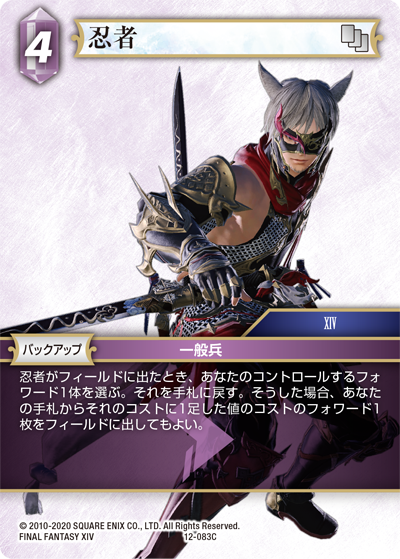 4
忍者
XIV
バックアップ
一般兵
忍者がフィールドに出たとき、あなたのコントロールするフォ
ワード1体を選ぶ。それを手札に戻す。そうした場合、あなた
の手札からそのコストに1足した値のコストのフォワード1
枚をフィールドに出してもよい。
© 2010-2020 SQUARE ENIX CO., LTD. All Rights Reserved.
FINAL FANTASY XIV
12-083C